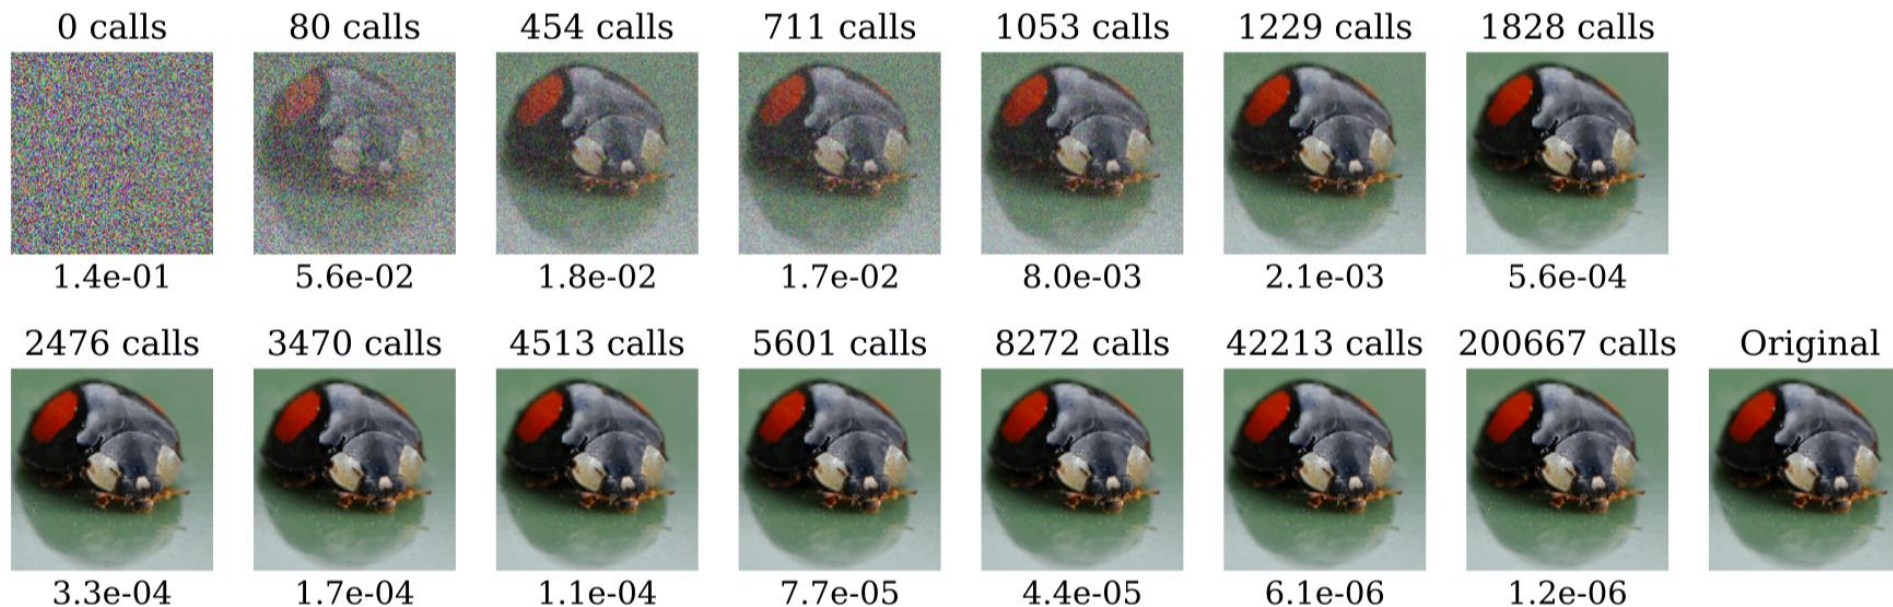 0 calls 80 calls 454 calls 711 calls 1053 calls 1229 calls 1828 calls
1.4e-01 5.6e-02 1.8e-02 1.7e-02 8.0e-03 2.1e-03 5.6e-04
2476 calls 3470 calls 4513 calls 5601 calls 8272 calls 42213 calls 200667 calls Original
3.3e-04 1.7e-04 1.1e-04 7.7e-05 4.4e-05 6.1e-06 1.2e-06